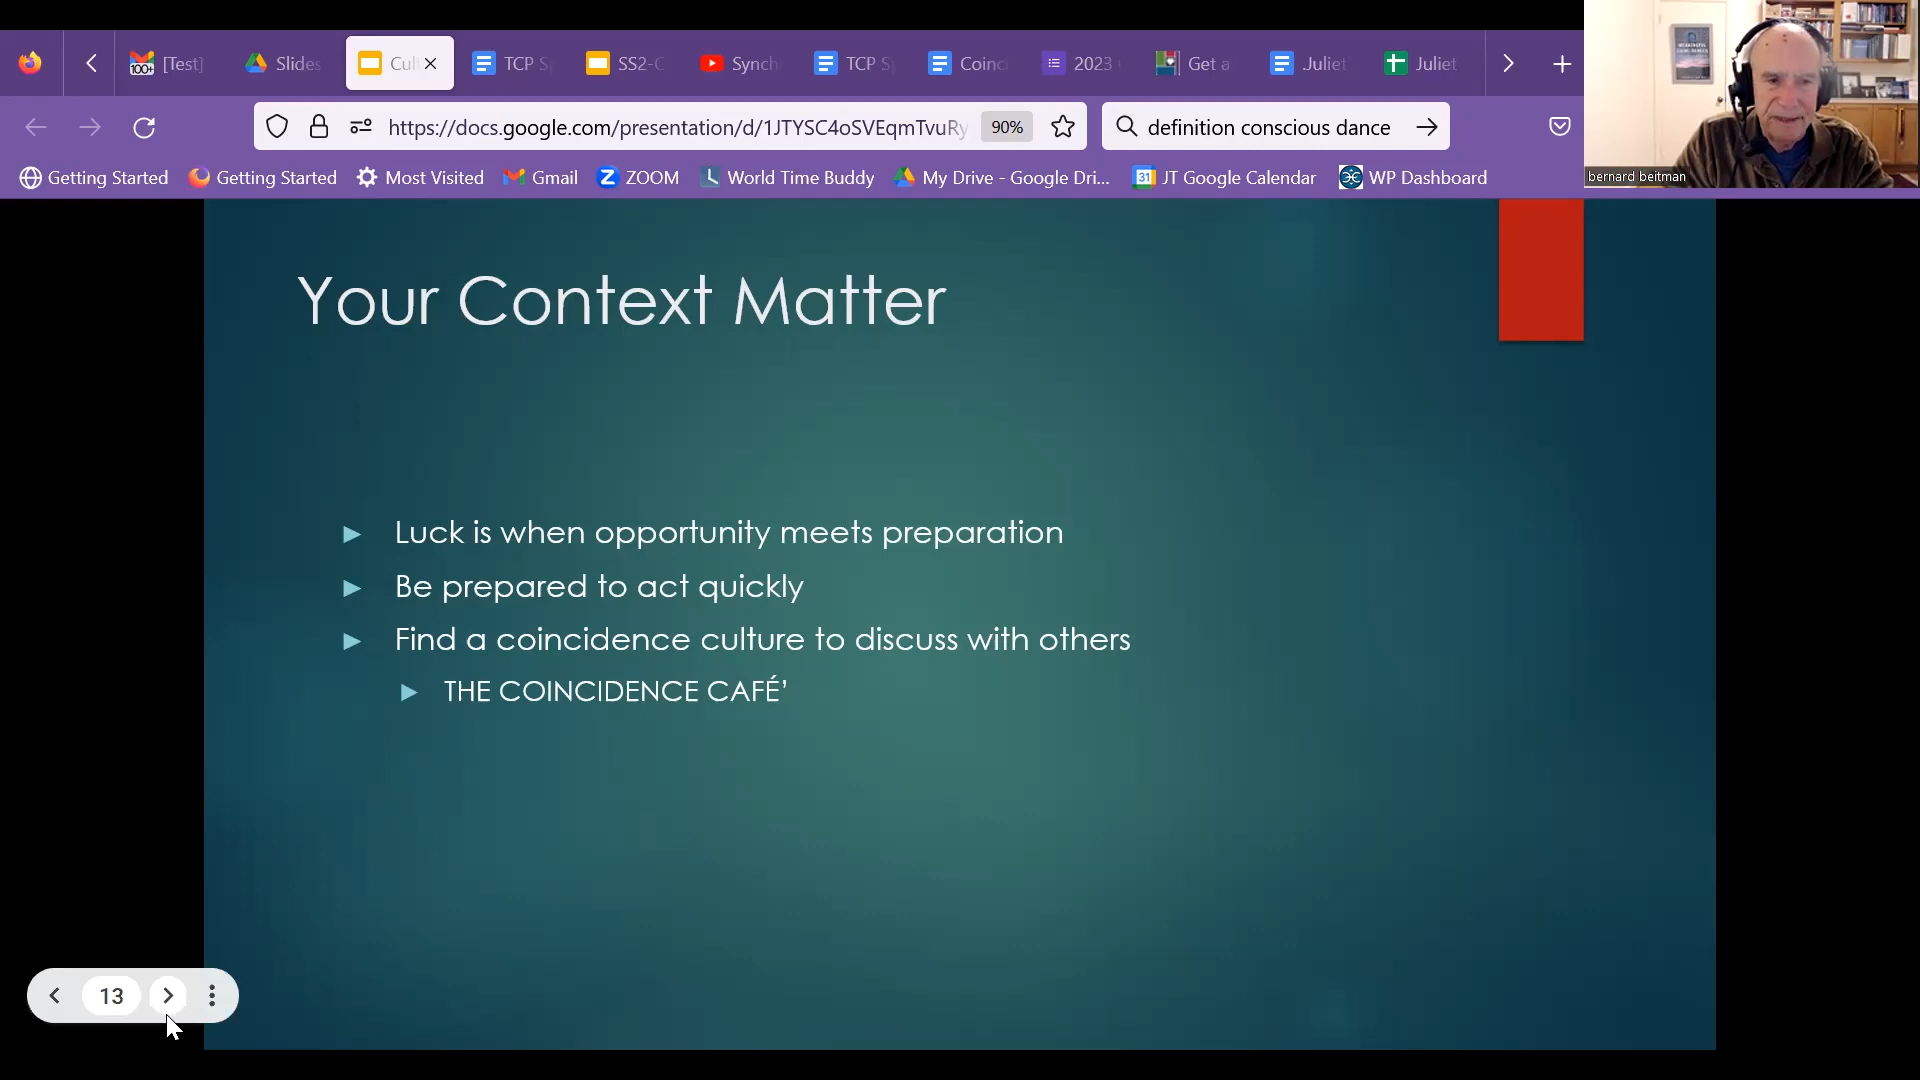 [Test]
Slides
Cul
TCP S
SS2-C
Synch
TCP S
Coinc
2023
Get a
Juliet
Juliet
https://docs.google.com/presentation/d/1JTYSC4oSVEqmTvuRy
90%
definition conscious dance
Getting Started
Getting Started
Most Visited
Gmail
ZOOM
World Time Buddy
My Drive - Google Dri...
31
JT Google Calendar
WP Dashboard
bernard beitman
Your Context Matter
Luck is when opportunity meets preparation
Be prepared to act quickly
Find a coincidence culture to discuss with others
THE COINCIDENCE CAFÉ’
13